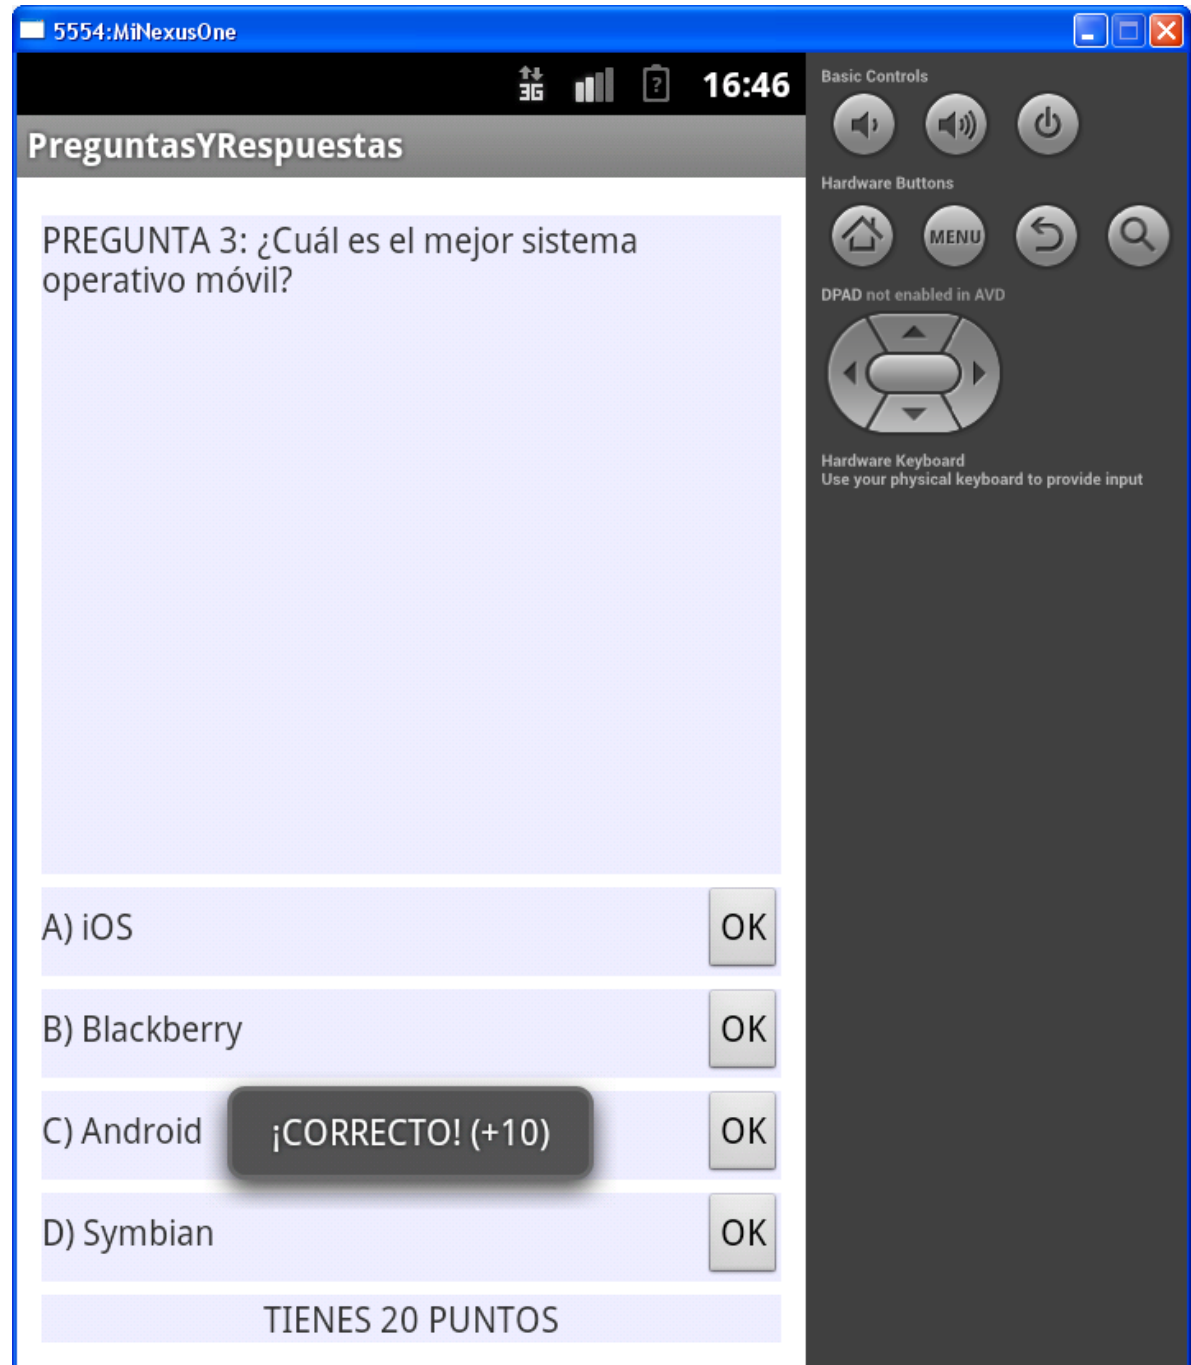 5554:MiNexusOne
3G
?
16:46
PreguntasYRespuestas
PREGUNTA 3: ¿Cuál es el mejor sistema
operativo móvil?
A) iOS
OK
B) Blackberry
OK
C) Android
¡CORRECTO! (+10)
OK
D) Symbian
OK
TIENES 20 PUNTOS
Basic Controls
Hardware Buttons
MENU
DPAD not enabled in AVD
Hardware Keyboard
Use your physical keyboard to provide input